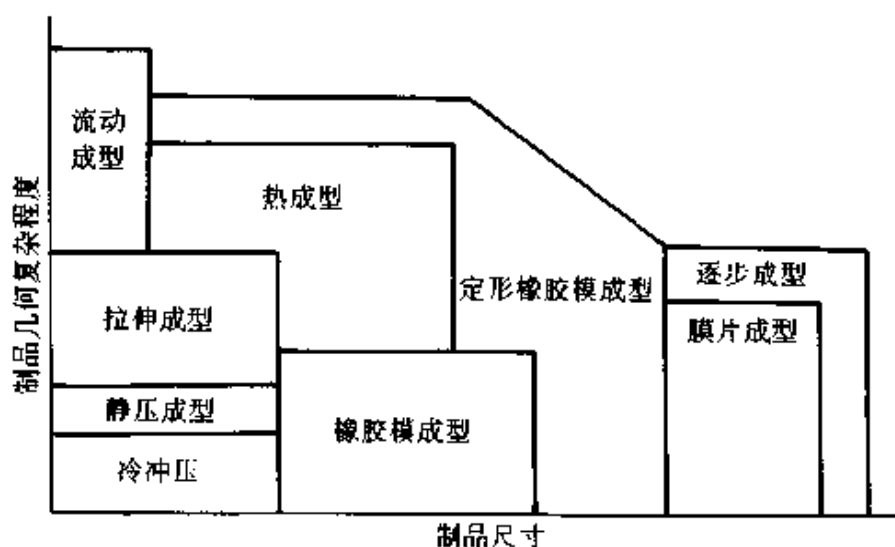 流动
成型
热成型
制品几何复杂程度
定形橡胶模成型
逐步成型
拉伸成型
膜片成型
静压成型
橡胶模成型
冷冲压
制品尺寸